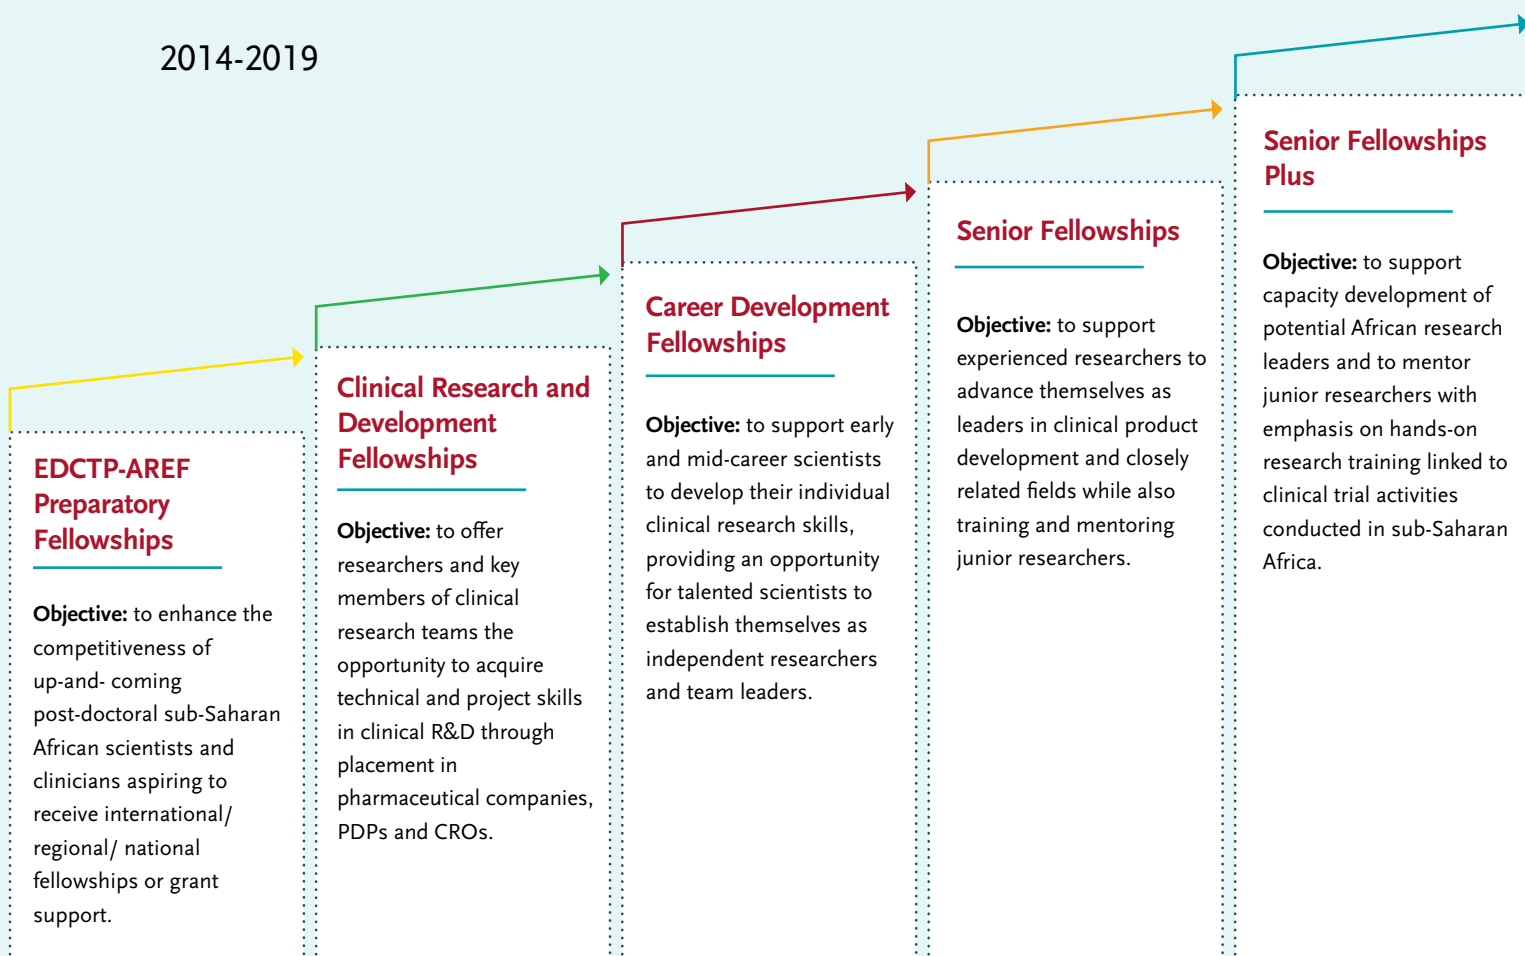 2014-2019
EDCTP-AREF
Preparatory
Fellowships
Objective: to enhance the
competitiveness of
up-and- coming
post-doctoral sub-Saharan
African scientists and
clinicians aspiring to
receive international/
regional/ national
fellowships or grant
support.
Clinical Research and
Development
Fellowships
Objective: to offer
researchers and key
members of clinical
research teams the
opportunity to acquire
technical and project skills
in clinical R&D through
placement in
pharmaceutical companies,
PDPs and CROs.
Career Development
Fellowships
Objective: to support early
and mid-career scientists
to develop their individual
clinical research skills,
providing an opportunity
for talented scientists to
establish themselves as
independent researchers
and team leaders.
Senior Fellowships
Objective: to support
experienced researchers to
advance themselves as
leaders in clinical product
development and closely
related fields while also
training and mentoring
junior researchers.
Senior Fellowships
Plus
Objective: to support
capacity development of
potential African research
leaders and to mentor
junior researchers with
emphasis on hands-on
research training linked to
clinical trial activities
conducted in sub-Saharan
Africa.